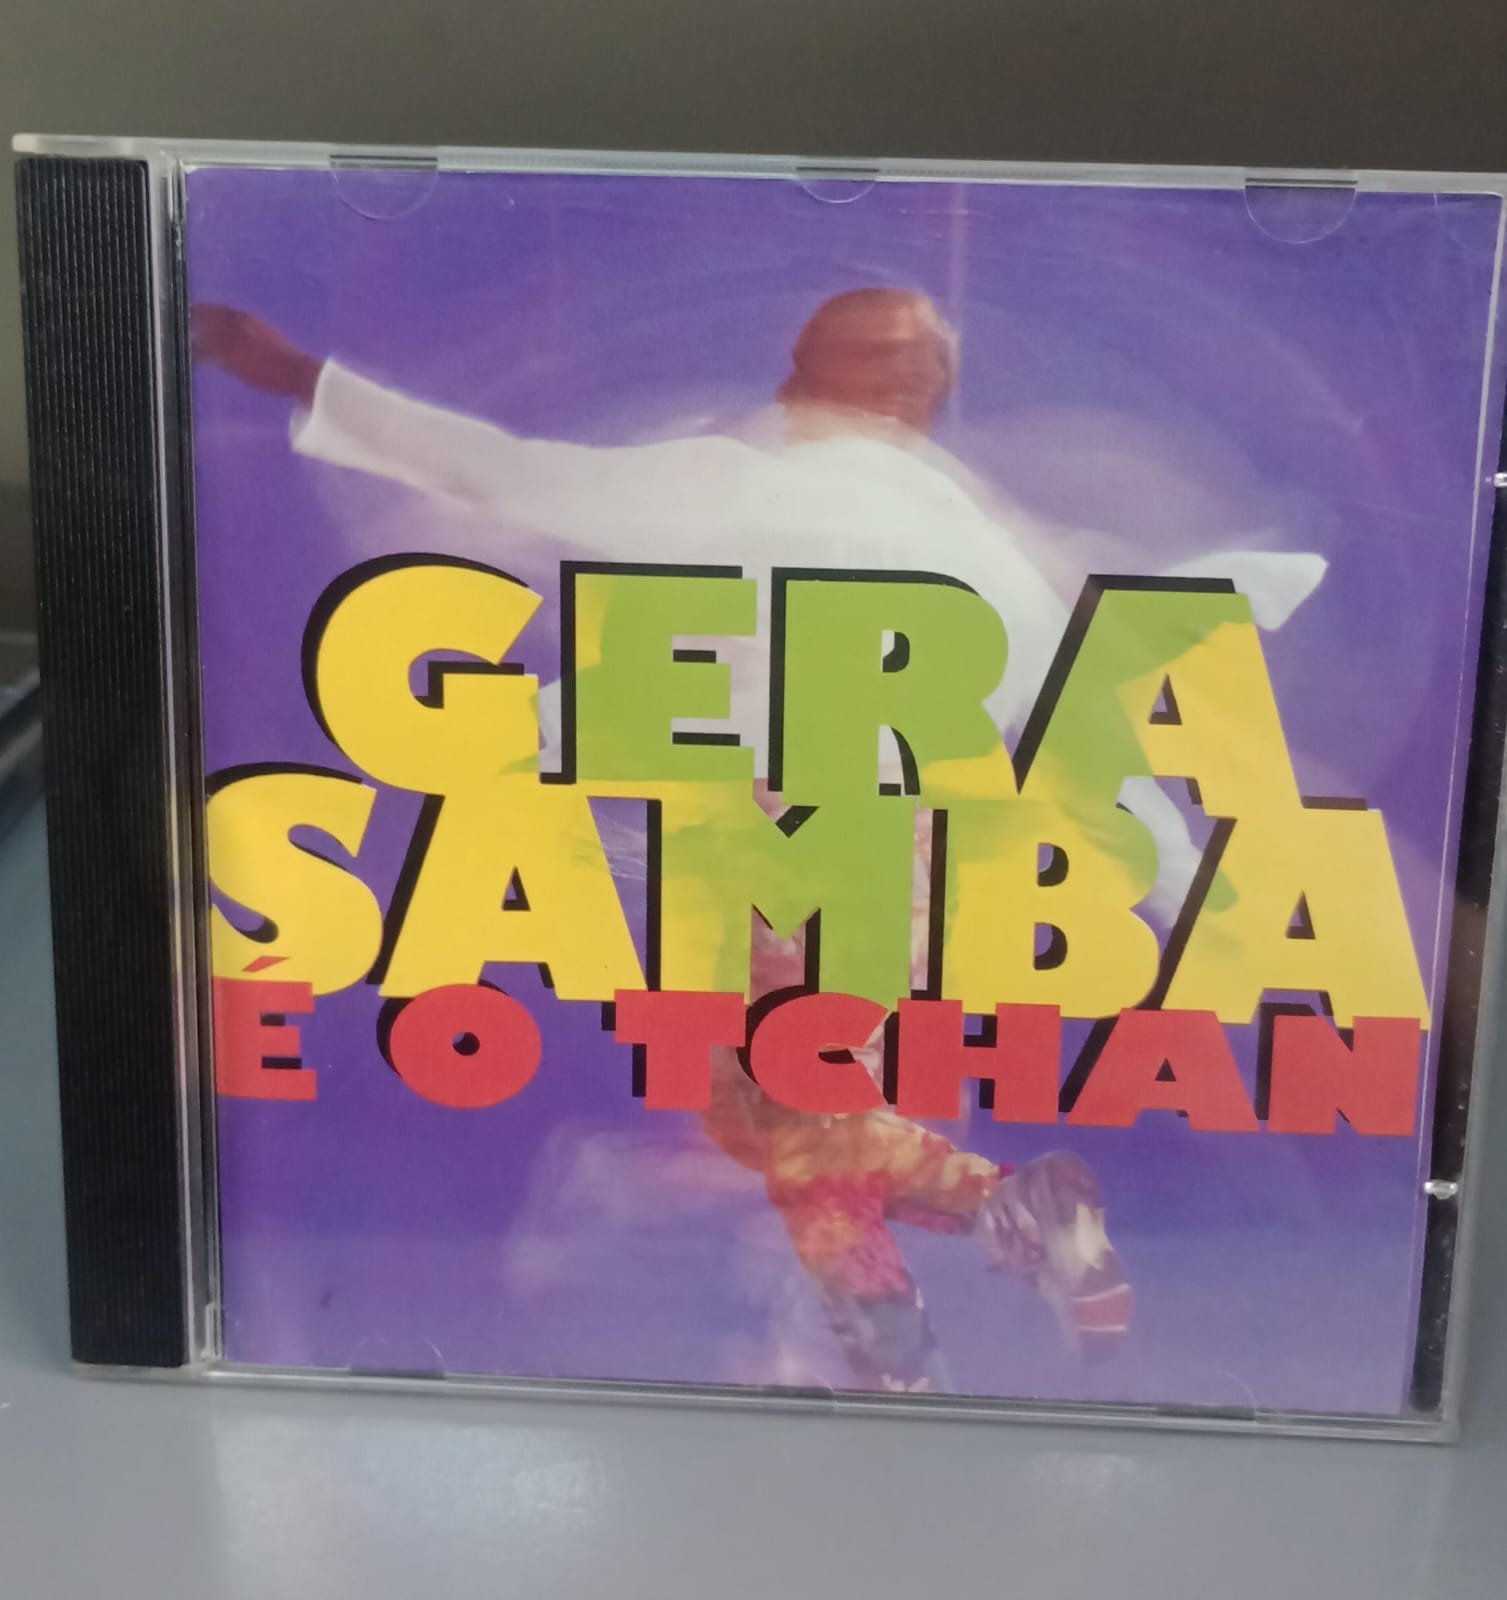 GERA
SAMBA
É O TCHAN